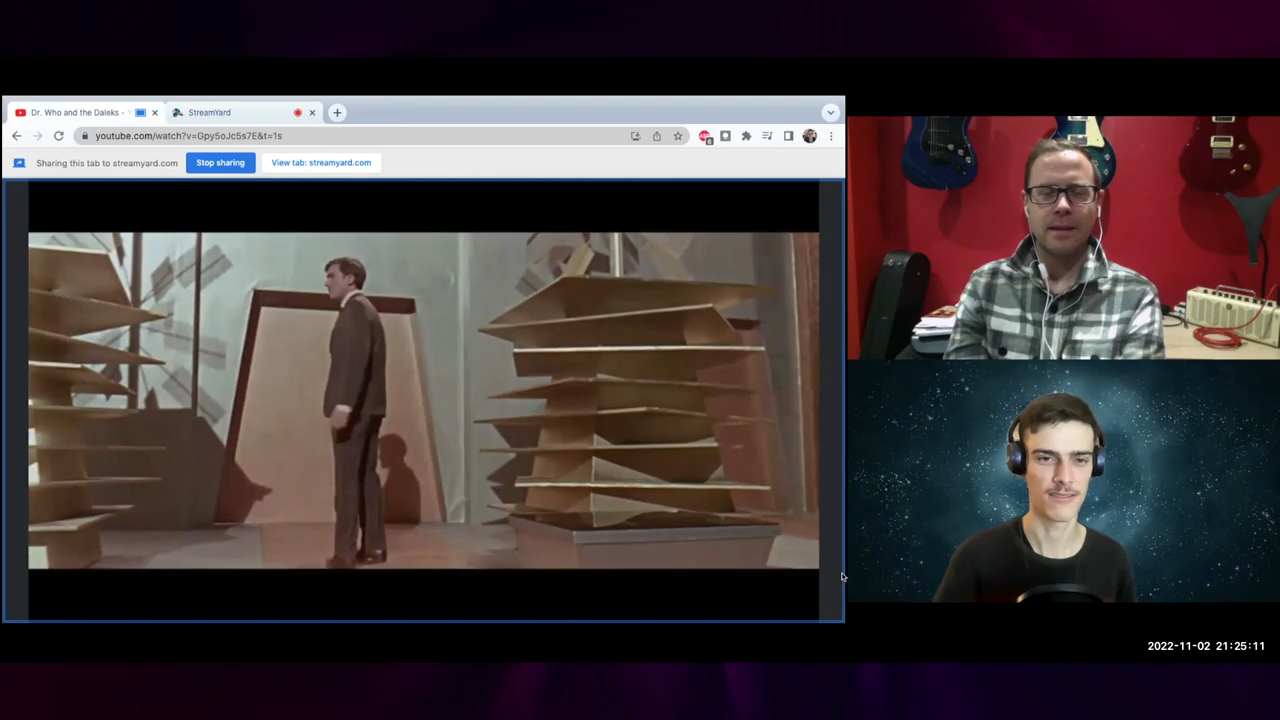 Dr. Who and the Daleks -
StreamYard
youtube.com/watch?v=Gpy5oJc5s7E&t=1s
Sharing this tab to streamyard.com
Stop sharing
View tab: streamyard.com
2022-11-02 21:25:11